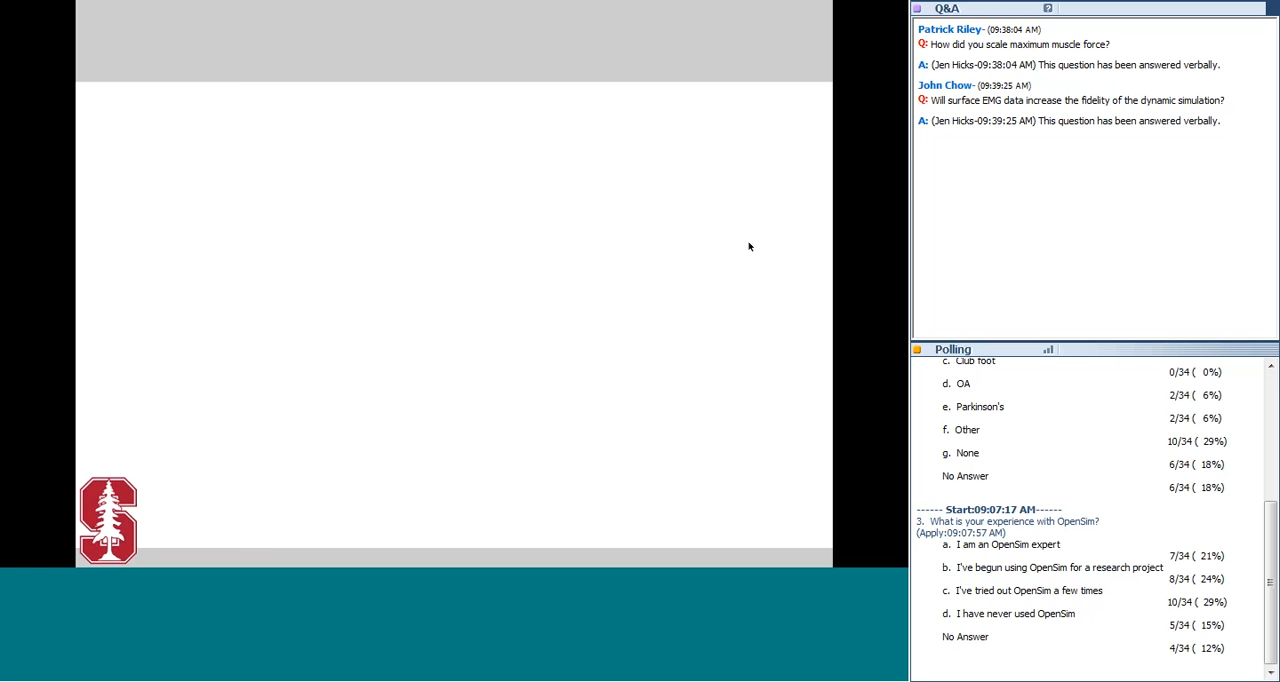 Q&A
Patrick Riley- (09:38:04 AM)
Q: How did you scale maximum muscle force?
A: (Jen Hicks-09:38:04 AM) This question has been answered verbally.
John Chow- (09:39:25 AM)
Q: Will surface EMG data increase the fidelity of the dynamic simulation?
A: (Jen Hicks-09:39:25 AM) This question has been answered verbally.
Polling
c. Club foot
0/34 ( 0%)
d. OA
2/34 ( 6%)
e. Parkinson's
2/34 ( 6%)
f. Other
10/34 ( 29%)
g. None
6/34 ( 18%)
No Answer
6/34 ( 18%)
------ Start:09:07:17 AM------
3. What is your experience with OpenSim?
(Apply:09:07:57 AM)
a. I am an OpenSim expert
7/34 ( 21%)
b. I've begun using OpenSim for a research project
8/34 ( 24%)
c. I've tried out OpenSim a few times
10/34 ( 29%)
d. I have never used OpenSim
5/34 ( 15%)
No Answer
4/34 ( 12%)